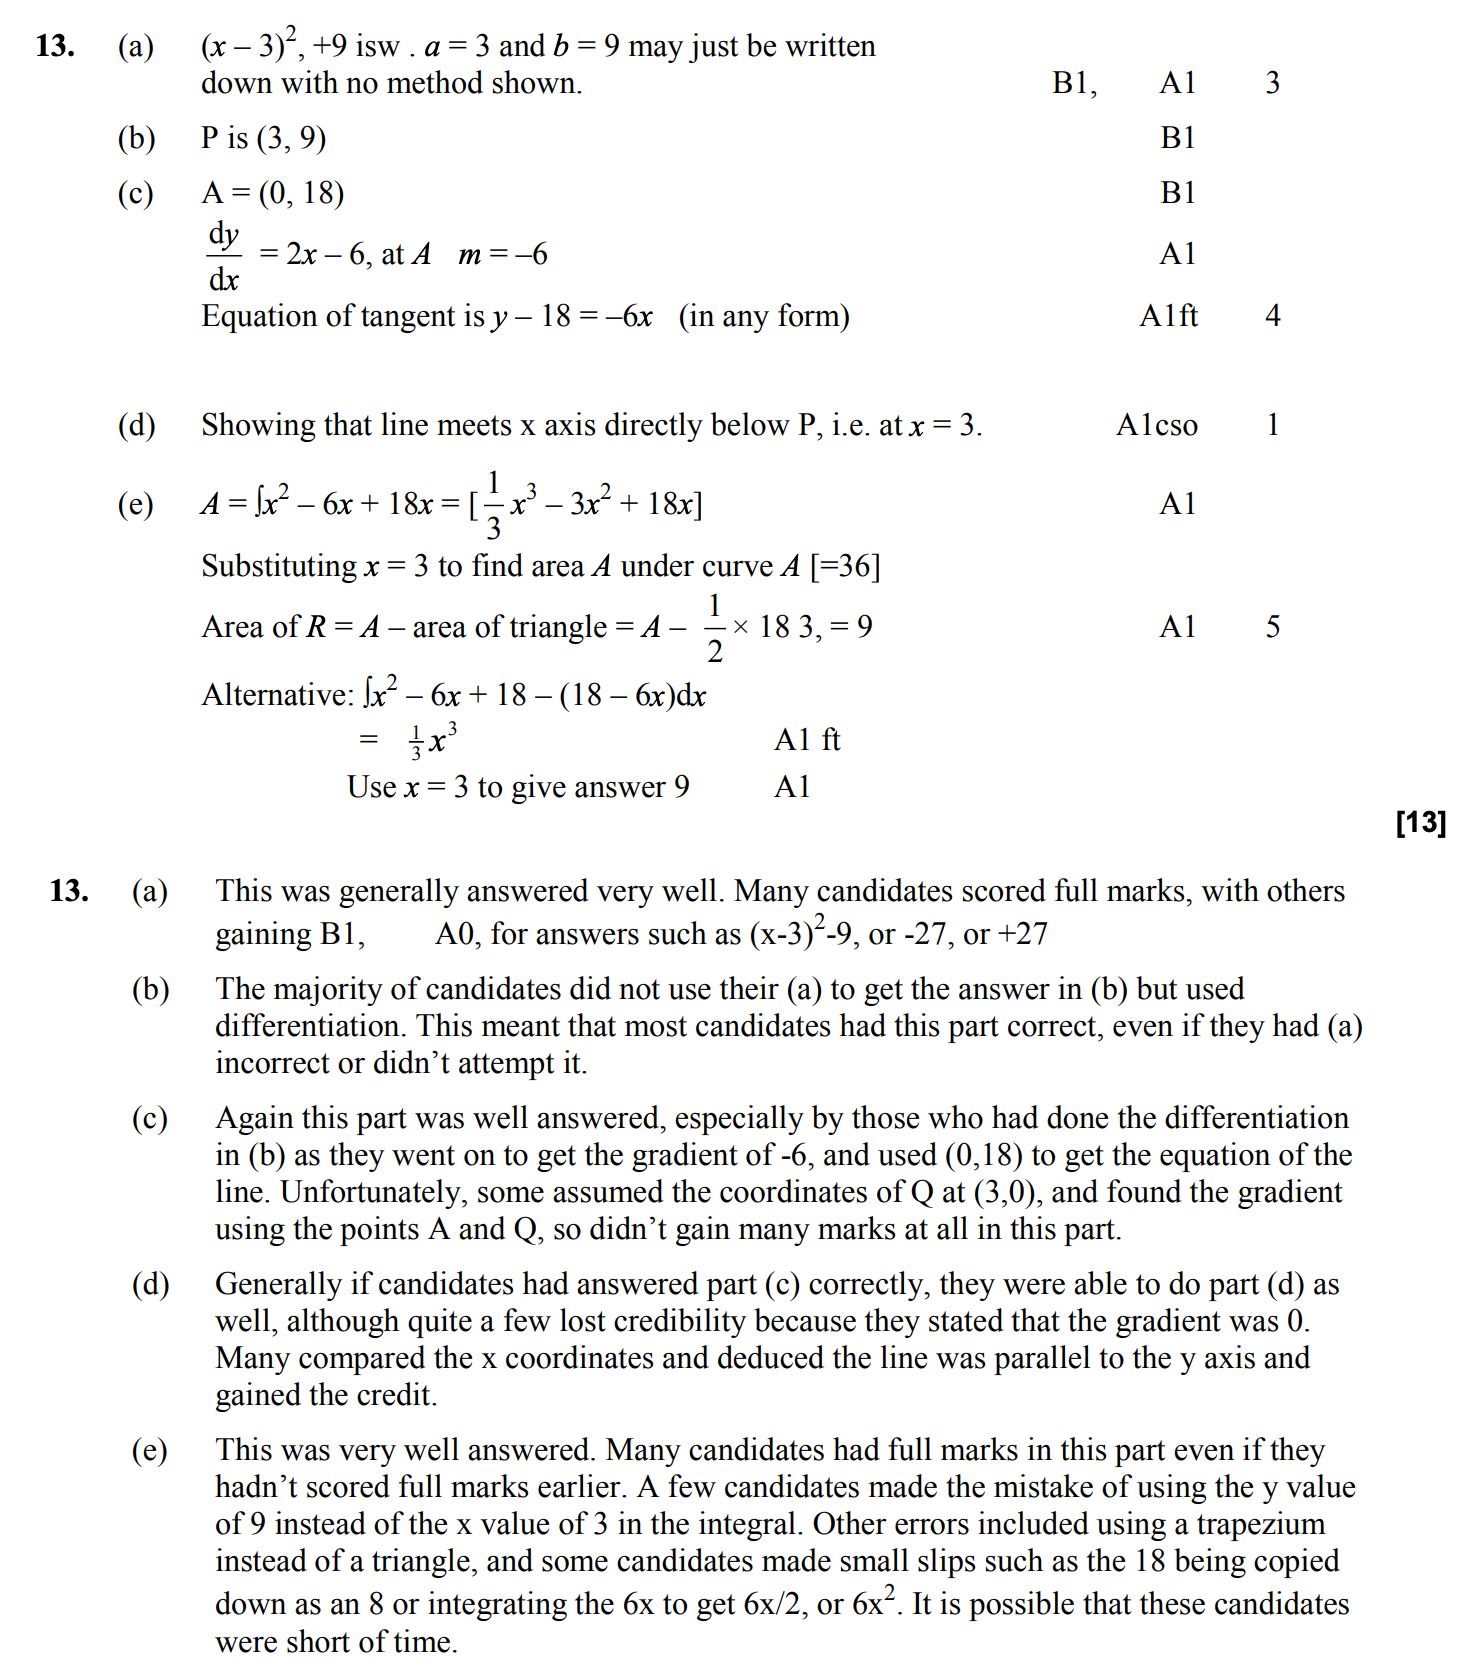 13. (a) (x – 3)², +9 isw . a = 3 and b = 9 may just be written
down with no method shown. B1, A1 3
(b) P is (3, 9) B1
(c) A = (0, 18) B1
dy/dx = 2x – 6, at A m = –6 A1
Equation of tangent is y – 18 = –6x (in any form) A1ft 4
(d) Showing that line meets x axis directly below P, i.e. at x = 3. A1cso 1
(e) A = ∫x² – 6x + 18x = [1/3 x³ – 3x² + 18x] A1
Substituting x = 3 to find area A under curve A [=36]
Area of R = A – area of triangle = A – 1/2 × 18 3, = 9 A1 5
Alternative: ∫x² – 6x + 18 – (18 – 6x)dx
= 1/3 x³ A1 ft
Use x = 3 to give answer 9 A1
[13]
13. (a) This was generally answered very well. Many candidates scored full marks, with others
gaining B1, A0, for answers such as (x-3)²-9, or -27, or +27
(b) The majority of candidates did not use their (a) to get the answer in (b) but used
differentiation. This meant that most candidates had this part correct, even if they had (a)
incorrect or didn’t attempt it.
(c) Again this part was well answered, especially by those who had done the differentiation
in (b) as they went on to get the gradient of -6, and used (0,18) to get the equation of the
line. Unfortunately, some assumed the coordinates of Q at (3,0), and found the gradient
using the points A and Q, so didn’t gain many marks at all in this part.
(d) Generally if candidates had answered part (c) correctly, they were able to do part (d) as
well, although quite a few lost credibility because they stated that the gradient was 0.
Many compared the x coordinates and deduced the line was parallel to the y axis and
gained the credit.
(e) This was very well answered. Many candidates had full marks in this part even if they
hadn’t scored full marks earlier. A few candidates made the mistake of using the y value
of 9 instead of the x value of 3 in the integral. Other errors included using a trapezium
instead of a triangle, and some candidates made small slips such as the 18 being copied
down as an 8 or integrating the 6x to get 6x/2, or 6x². It is possible that these candidates
were short of time.